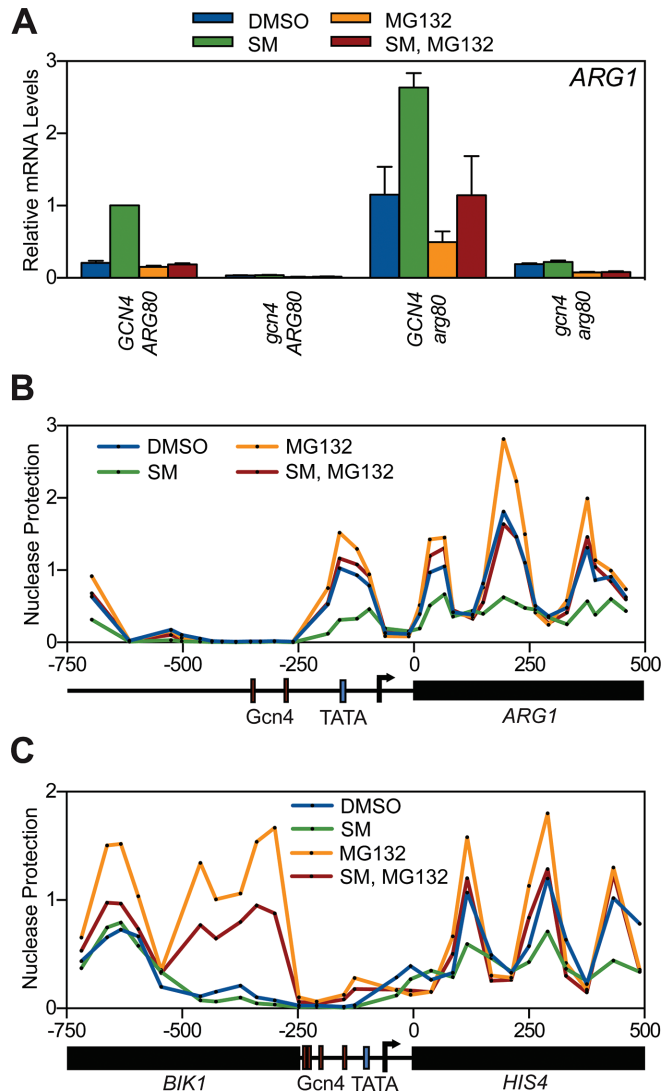 A
DMSO MG132
SM SM, MG132
ARG1
Relative mRNA Levels
3
2
1
0
GCN4 ARG80
gcn4 ARG80
GCN4 arg80
gcn4 arg80
B
Nuclease Protection
3
2
1
0
DMSO MG132
SM SM, MG132
-750 -500 -250 0 250 500
Gcn4 TATA ARG1
C
Nuclease Protection
2
1
0
DMSO
SM
MG132
SM, MG132
-750 -500 -250 0 250 500
BIK1 Gcn4 TATA HIS4